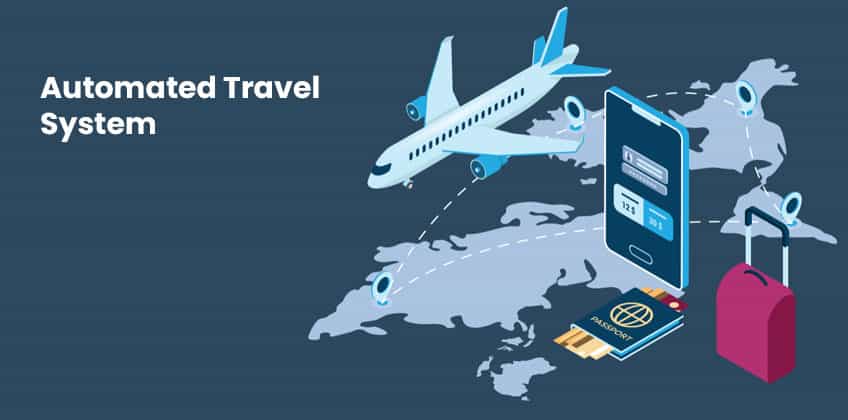 Automated Travel
System
12 $
30 $
PASSPORT